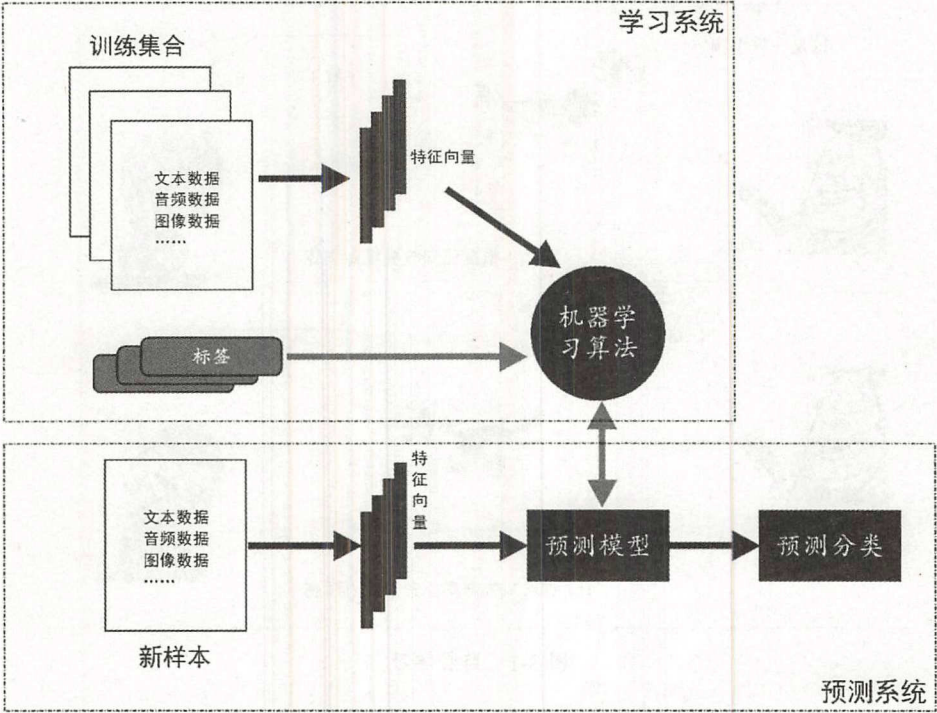 学习系统
训练集合
文本数据
音频数据
图像数据
……
特征向量
机器学
习算法
标签
文本数据
音频数据
图像数据
……
新样本
特
征
向
量
预测模型
预测分类
预测系统